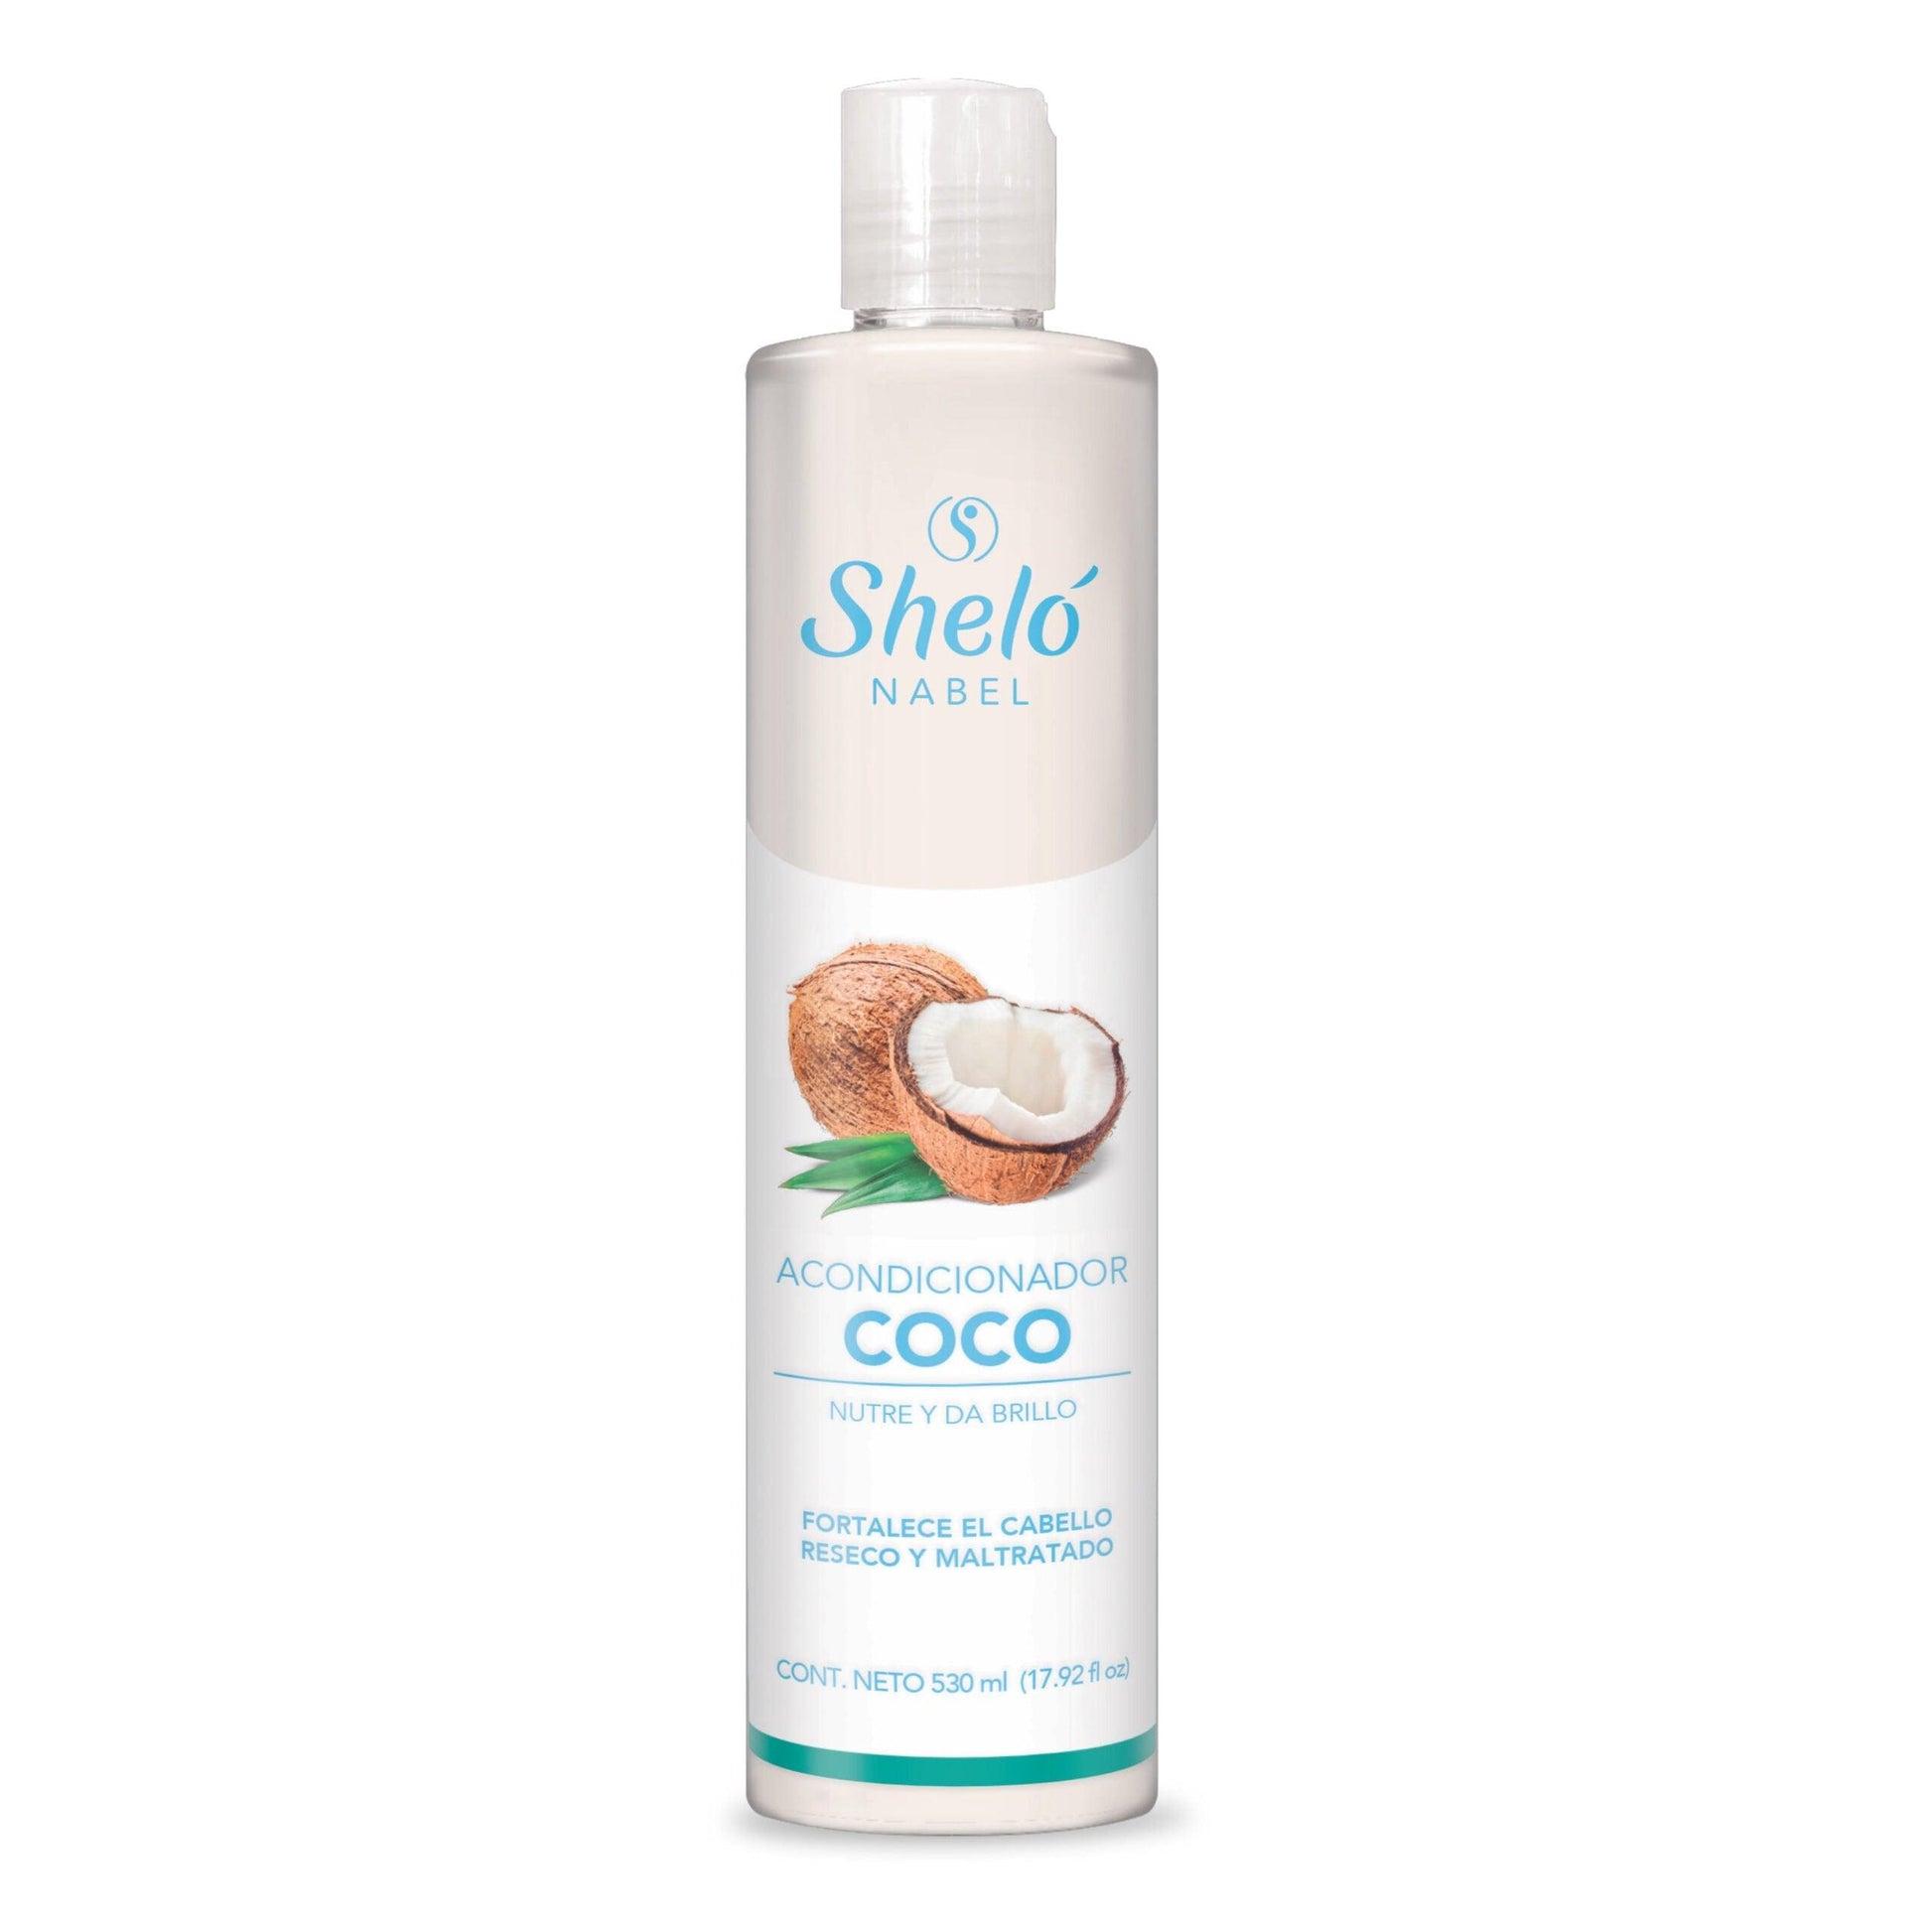 Sheló
NABEL
ACONDICIONADOR
COCO
NUTRE Y DA BRILLO
FORTALECE EL CABELLO
RESECO Y MALTRATADO
CONT. NETO 530 ml (17.92 fl oz)